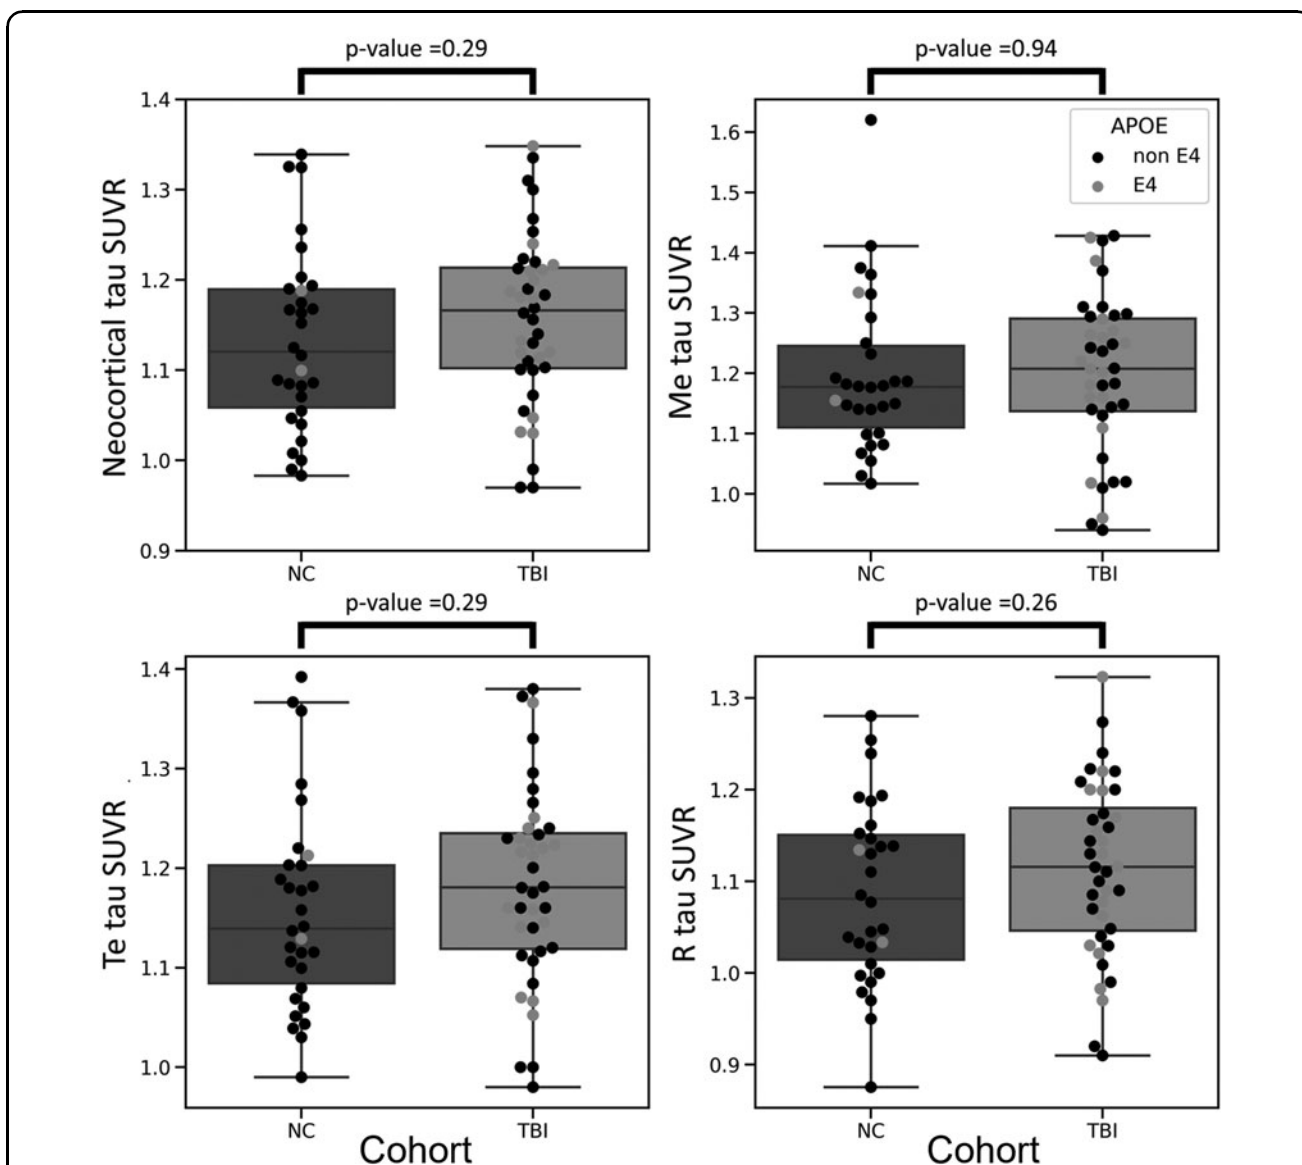 p-value =0.29
Neocortical tau SUVR
1.4
1.3
1.2
1.1
1.0
0.9
NC
TBI
p-value =0.94
Me tau SUVR
1.6
1.5
1.4
1.3
1.2
1.1
1.0
APOE
non E4
E4
NC
TBI
p-value =0.29
Te tau SUVR
1.4
1.3
1.2
1.1
1.0
NC
TBI
Cohort
p-value =0.26
R tau SUVR
1.3
1.2
1.1
1.0
0.9
NC
TBI
Cohort